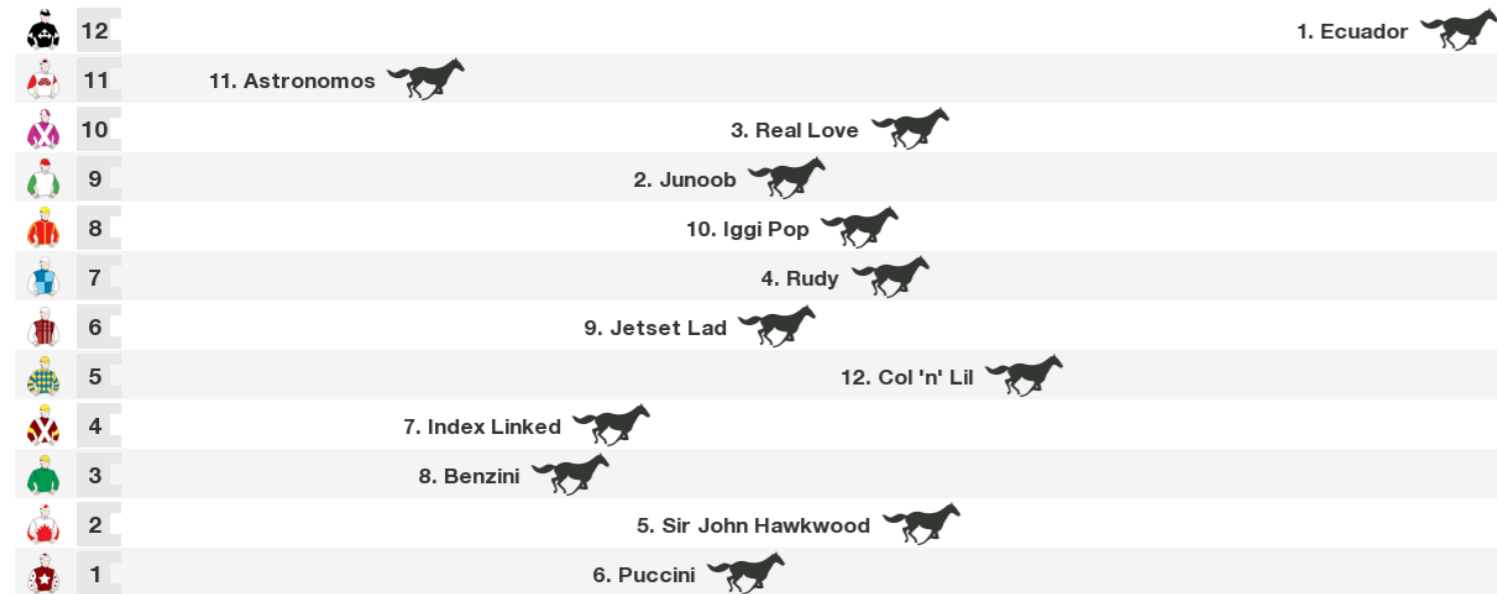 12 1. Ecuador
11 11. Astronomos
10 3. Real Love
9 2. Junoob
8 10. Iggi Pop
7 4. Rudy
6 9. Jetset Lad
5 12. Col 'n' Lil
4 7. Index Linked
3 8. Benzini
2 5. Sir John Hawkwood
1 6. Puccini